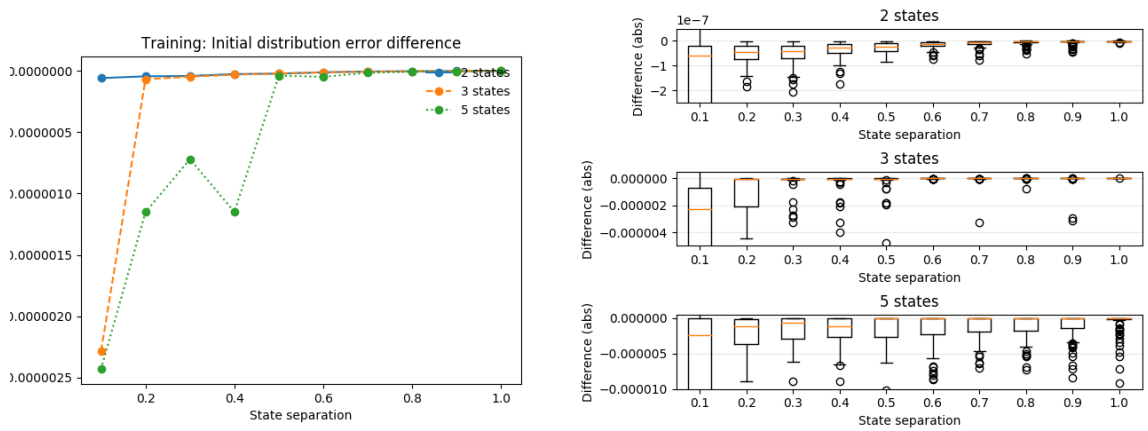 Training: Initial distribution error difference
0.0000000
0.0000005
0.0000010
0.0000015
0.0000020
0.0000025
2 states
3 states
5 states
0.2 0.4 0.6 0.8 1.0
State separation
2 states
1e−7
0
−1
−2
Difference (abs)
0.1 0.2 0.3 0.4 0.5 0.6 0.7 0.8 0.9 1.0
State separation
3 states
0.000000
−0.000002
−0.000004
Difference (abs)
0.1 0.2 0.3 0.4 0.5 0.6 0.7 0.8 0.9 1.0
State separation
5 states
0.000000
−0.000005
−0.000010
Difference (abs)
0.1 0.2 0.3 0.4 0.5 0.6 0.7 0.8 0.9 1.0
State separation